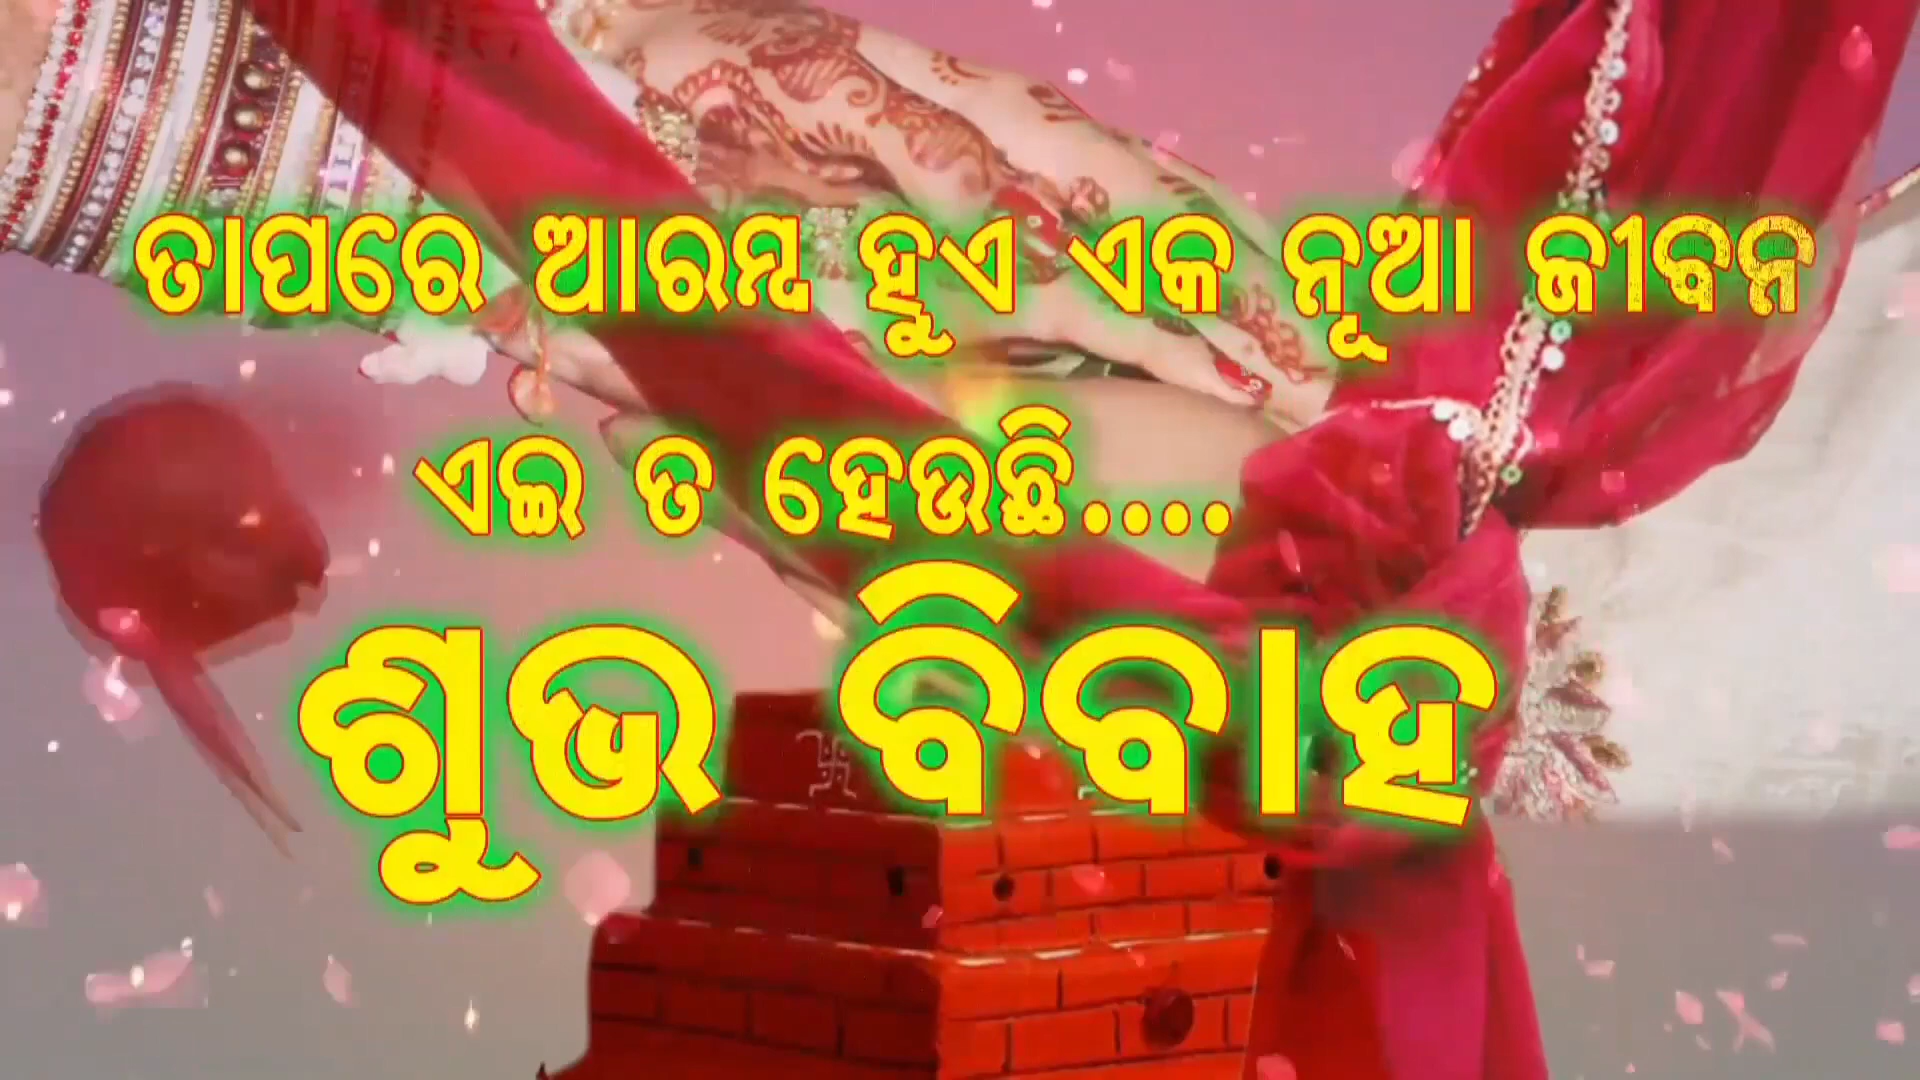 ତାପରେ ଆରମ୍ଭ ହୁଏ ଏକ ନୂଆ ଜୀବନ
ଏଇ ତ ହେଉଛି....
ଶୁଭ ବିବାହ